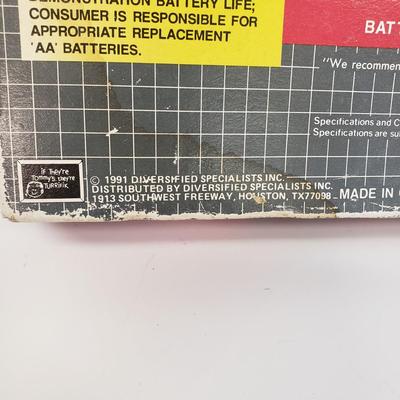 DEMONSTRATION BATTERY LIFE;
CONSUMER IS RESPONSIBLE FOR
APPROPRIATE REPLACEMENT
'AA' BATTERIES.
BATT
"We recommen
Specifications and C
Specifications are su
if They're
Tommy's They're
TURRIFIK
© 1991 DIVERSIFIED SPECIALISTS INC.
DISTRIBUTED BY DIVERSIFIED SPECIALISTS INC.
1913 SOUTHWEST FREEWAY, HOUSTON, TX77098
MADE IN